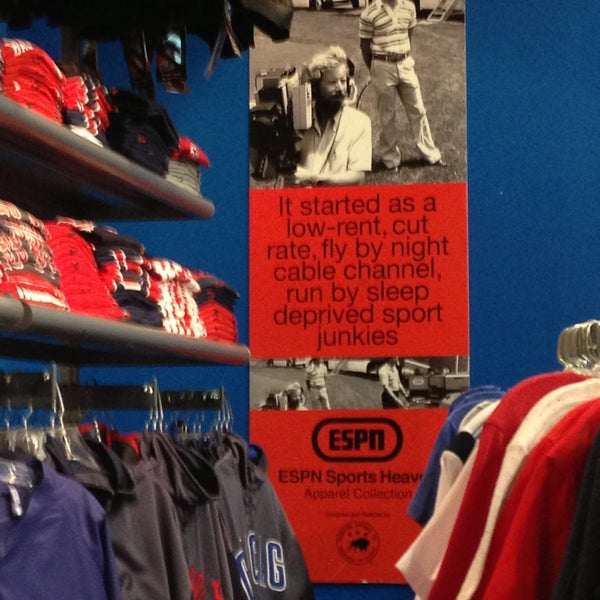 It started as a
low-rent, cut
rate, fly by night
cable channel,
run by sleep
deprived sport
junkies
ESPN
ESPN Sports Heav
Apparel Collection